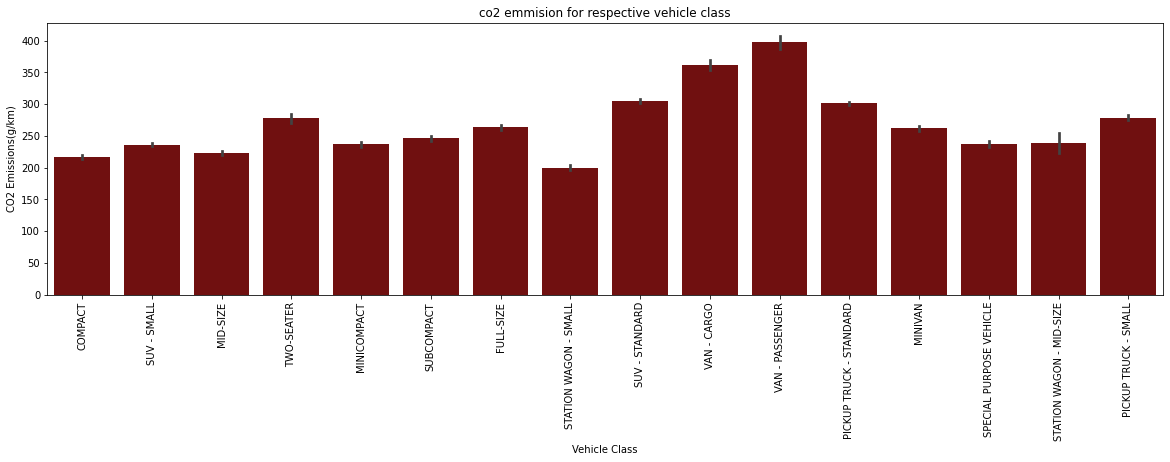 co2 emmision for respective vehicle class
CO2 Emissions(g/km)
400
350
300
250
200
150
100
50
0
COMPACT
SUV - SMALL
MID-SIZE
TWO-SEATER
MINICOMPACT
SUBCOMPACT
FULL-SIZE
STATION WAGON - SMALL
SUV - STANDARD
VAN - CARGO
VAN - PASSENGER
PICKUP TRUCK - STANDARD
MINIVAN
SPECIAL PURPOSE VEHICLE
STATION WAGON - MID-SIZE
PICKUP TRUCK - SMALL
Vehicle Class